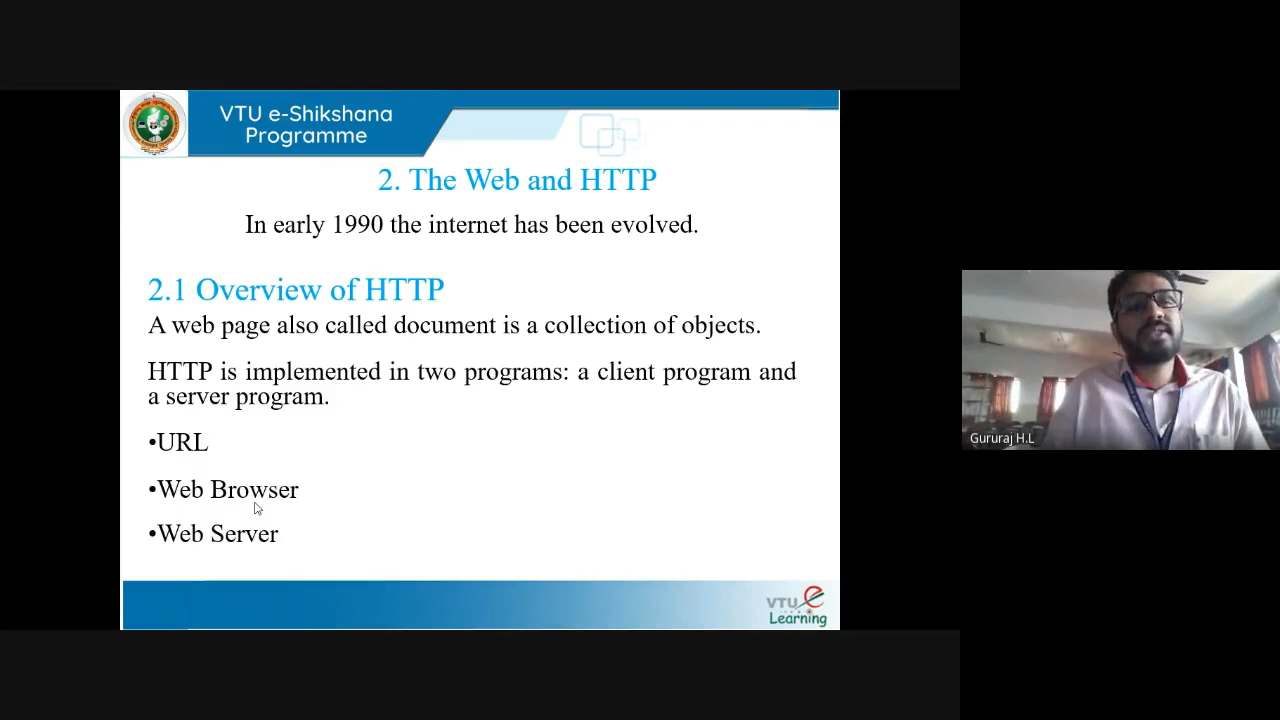 VTU e-Shikshana
Programme
2. The Web and HTTP
In early 1990 the internet has been evolved.
2.1 Overview of HTTP
A web page also called document is a collection of objects.
HTTP is implemented in two programs: a client program and
a server program.
•URL
•Web Browser
•Web Server
Gururaj H.L
VTU e
Learning